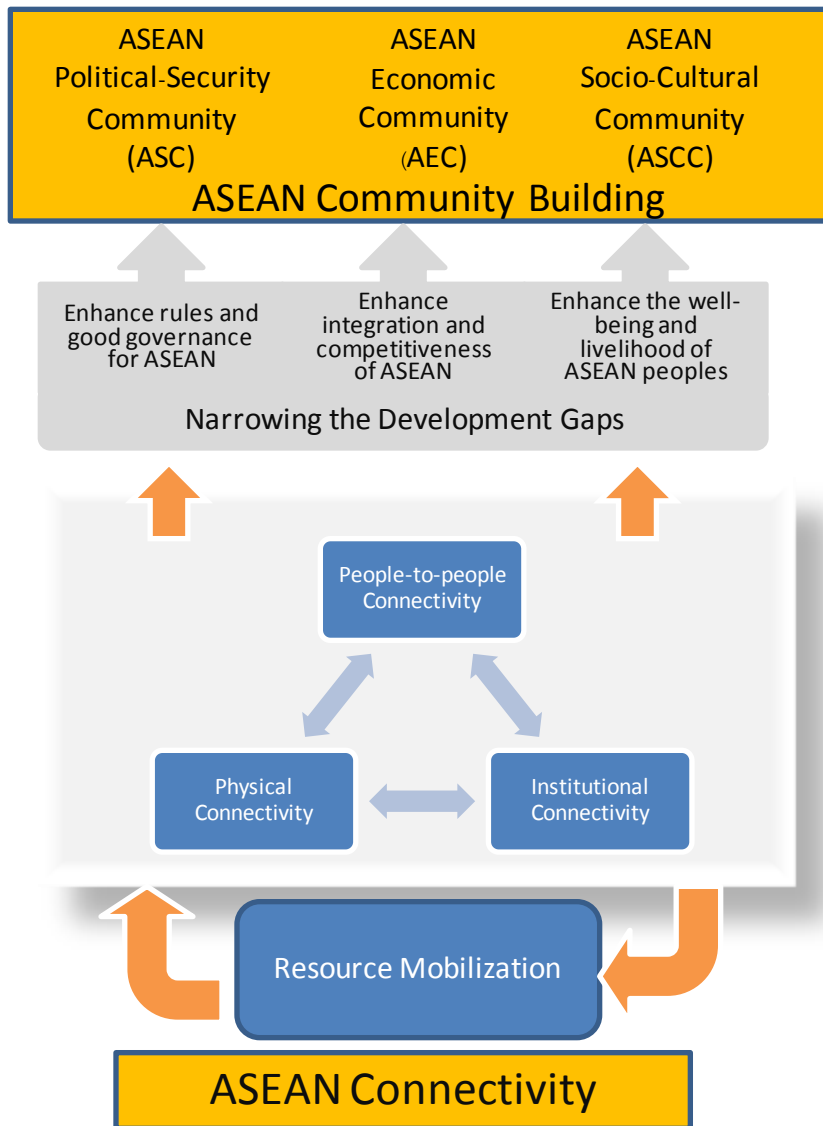 ASEAN
Political-Security
Community
(ASC)
ASEAN
Economic
Community
(AEC)
ASEAN
Socio-Cultural
Community
(ASCC)
ASEAN Community Building
Enhance rules and
good governance
for ASEAN
Enhance
integration and
competitiveness
of ASEAN
Enhance the well-
being and
livelihood of
ASEAN peoples
Narrowing the Development Gaps
People-to-people
Connectivity
Physical
Connectivity
Institutional
Connectivity
Resource Mobilization
ASEAN Connectivity